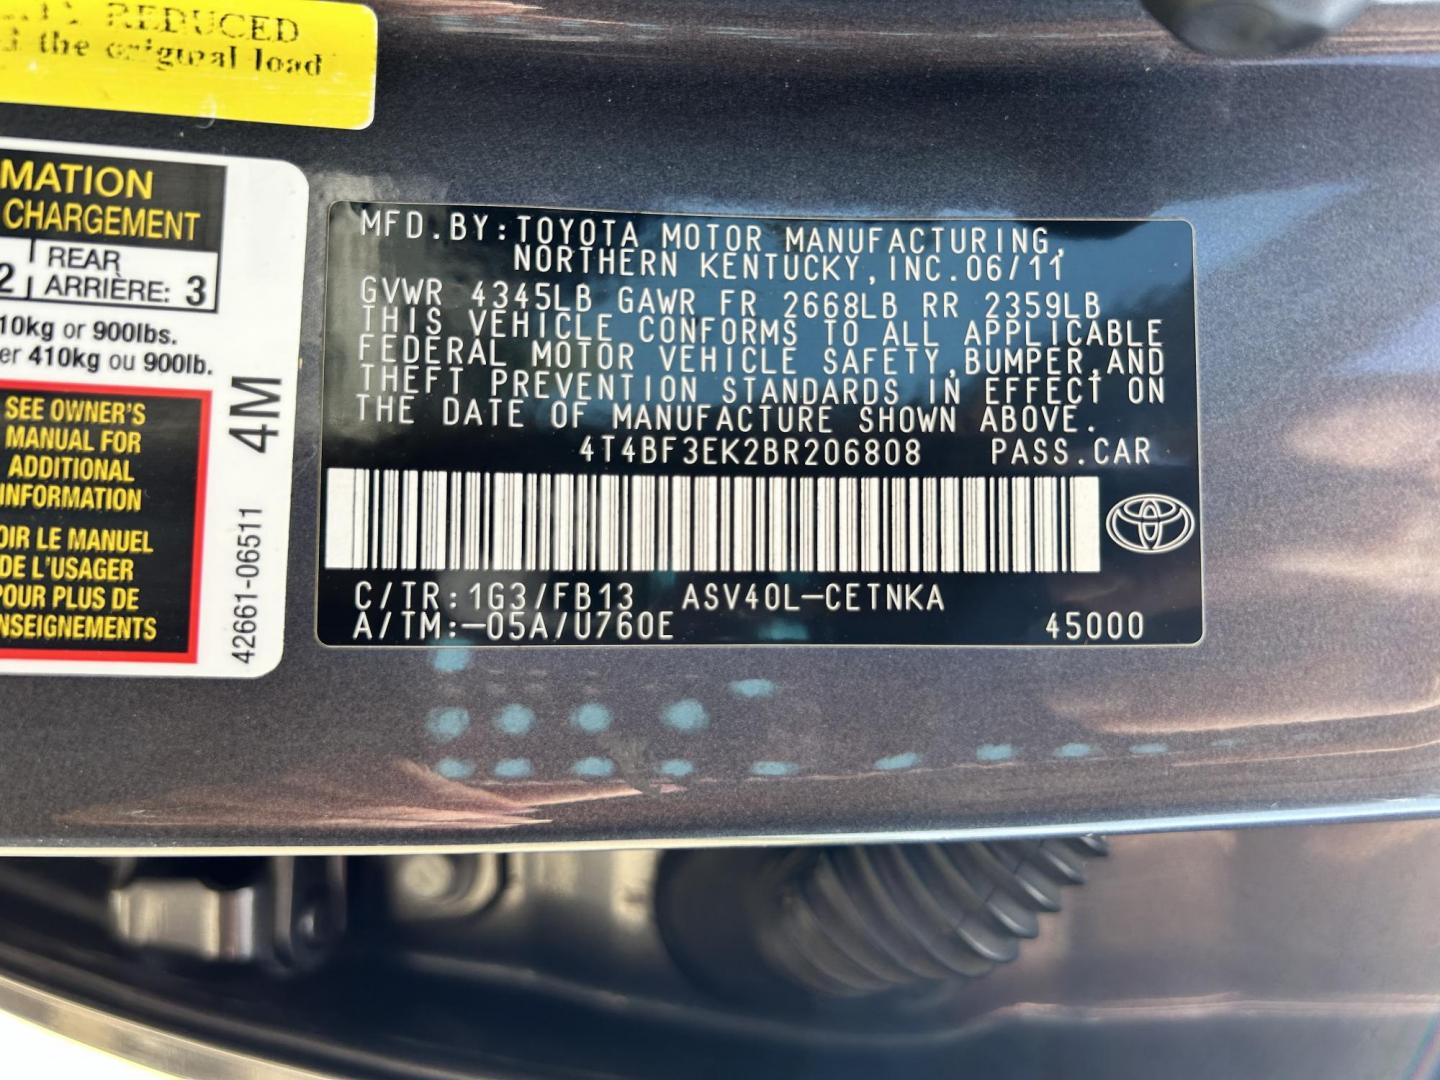 REDUCED
the original load
MATION
CHARGEMENT
2 REAR
ARRIÈRE: 3
10kg or 900lbs.
er 410kg ou 900lb.
SEE OWNER'S
MANUAL FOR
ADDITIONAL
INFORMATION
OIR LE MANUEL
DE L'USAGER
POUR PLUS DE
NSEIGNEMENTS
4M
42661-06511
MFD.BY:TOYOTA MOTOR MANUFACTURING,
NORTHERN KENTUCKY,INC.06/11
GVWR 4345LB GAWR FR 2668LB RR 2359LB
THIS VEHICLE CONFORMS TO ALL APPLICABLE
FEDERAL MOTOR VEHICLE SAFETY,BUMPER,AND
THEFT PREVENTION STANDARDS IN EFFECT ON
THE DATE OF MANUFACTURE SHOWN ABOVE.
4T4BF3EK2BR206808 PASS.CAR
C/TR:1G3/FB13 ASV40L-CETNKA
A/TM:-05A/U760E 45000